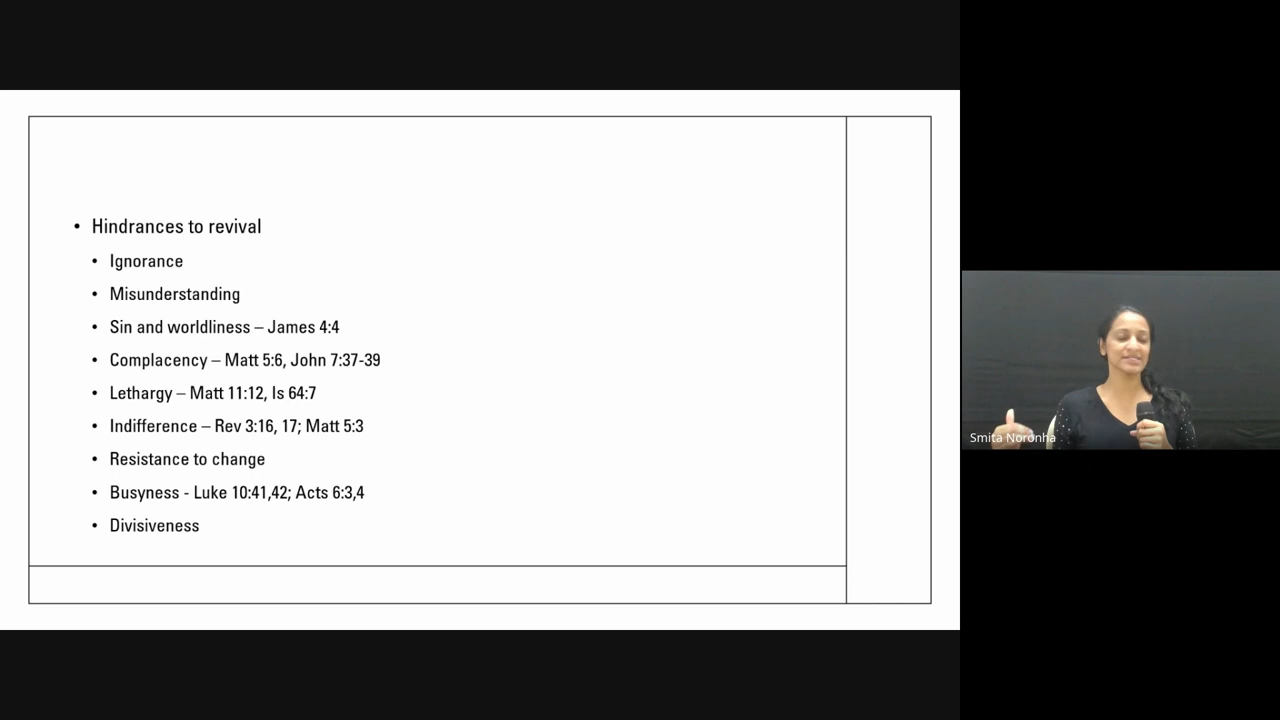 • Hindrances to revival
• Ignorance
• Misunderstanding
• Sin and worldliness – James 4:4
• Complacency – Matt 5:6, John 7:37-39
• Lethargy – Matt 11:12, Is 64:7
• Indifference – Rev 3:16, 17; Matt 5:3
• Resistance to change
• Busyness - Luke 10:41,42; Acts 6:3,4
• Divisiveness
Smita Noronha